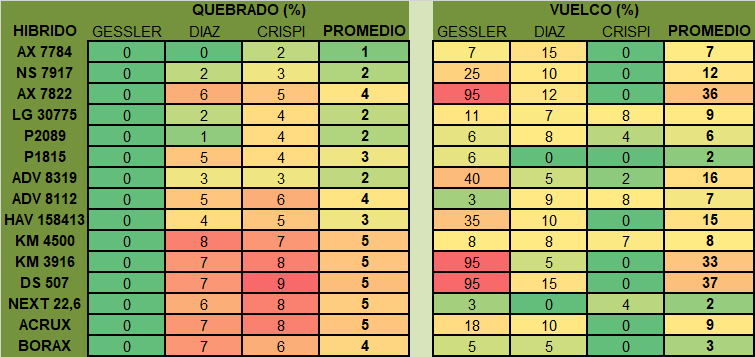 QUEBRADO (%) VUELCO (%)
HIBRIDO GESSLER DIAZ CRISPI PROMEDIO GESSLER DIAZ CRISPI PROMEDIO
AX 7784 0 0 2 1 7 15 0 7
NS 7917 0 2 3 2 25 10 0 12
AX 7822 0 6 5 4 95 12 0 36
LG 30775 0 2 4 2 11 7 8 9
P2089 0 1 4 2 6 8 4 6
P1815 0 5 4 3 6 0 0 2
ADV 8319 0 3 3 2 40 5 2 16
ADV 8112 0 5 6 4 3 9 8 7
HAV 158413 0 4 5 3 35 10 0 15
KM 4500 0 8 7 5 8 8 7 8
KM 3916 0 7 8 5 95 5 0 33
DS 507 0 7 9 5 95 15 0 37
NEXT 22,6 0 6 8 5 3 0 4 2
ACRUX 0 7 8 5 18 10 0 9
BORAX 0 7 6 4 5 5 0 3